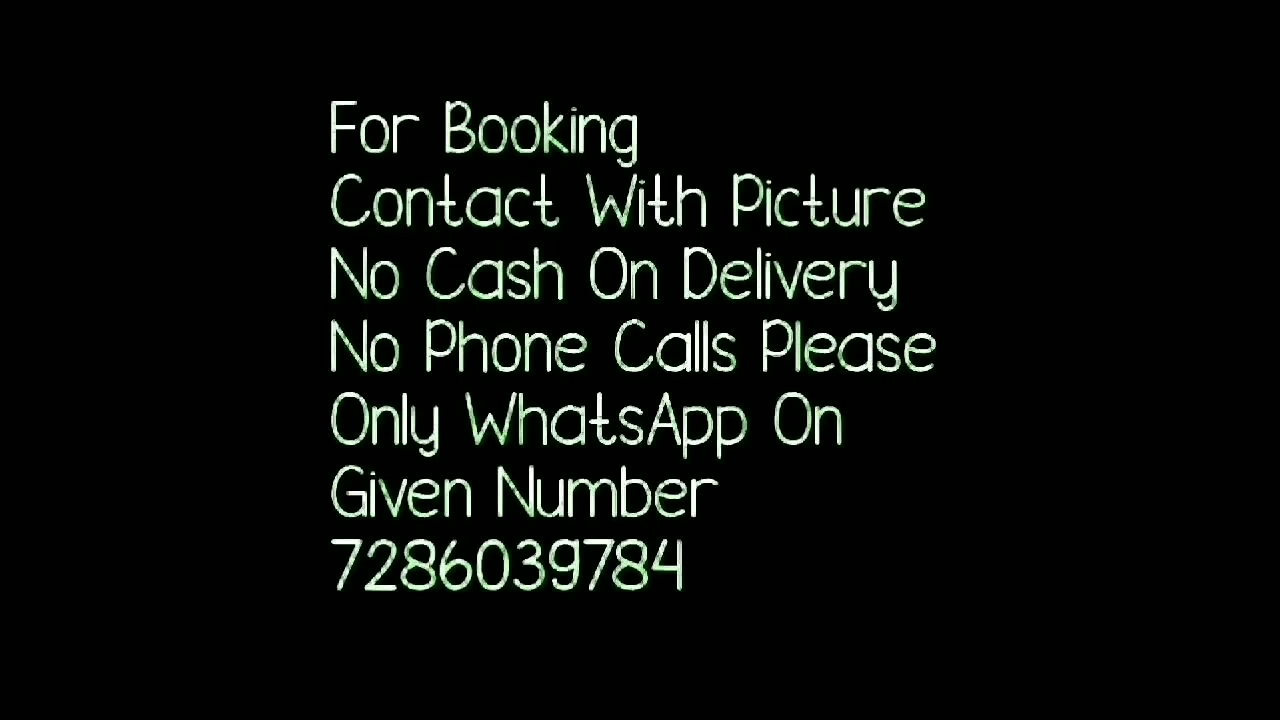 For Booking
Contact With Picture
No Cash On Delivery
No Phone Calls Please
Only WhatsApp On
Given Number
7286039784